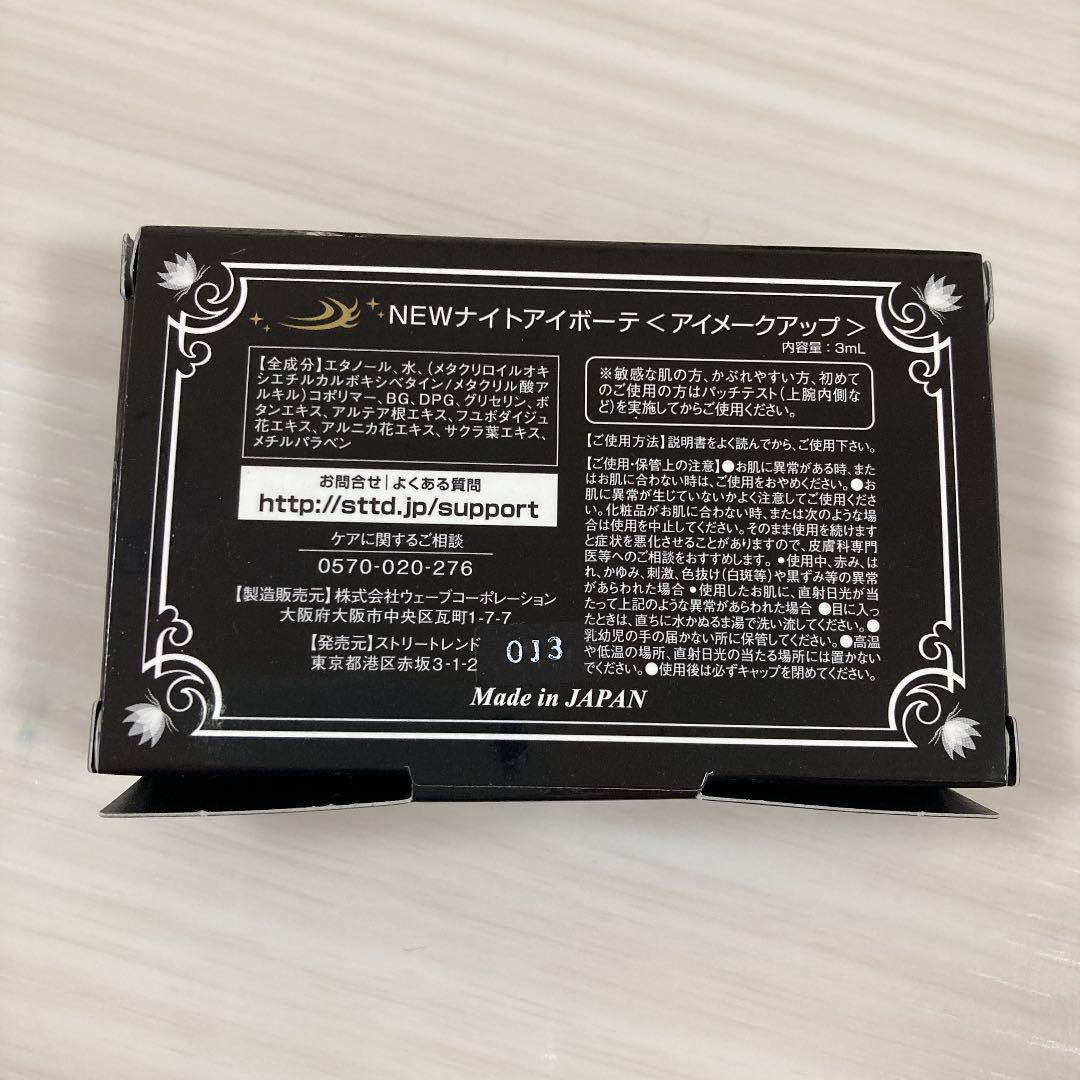 NEWナイトアイボーテ＜アイメークアップ＞
内容量：3mL
【全成分】エタノール、水、(メタクリロイルオキ
シエチルカルボキシベタイン/メタクリル酸ア
ルキル)コポリマー、BG、DPG、グリセリン、ボ
タンエキス、アルテア根エキス、フユボダイジュ
花エキス、アルニカ花エキス、サクラ葉エキス、
メチルパラベン
お問合せ|よくある質問
http://sttd.jp/support
ケアに関するご相談
0570-020-276
【製造販売元】株式会社ウェーブコーポレーション
大阪府大阪市中央区瓦町1-7-7
【発売元】ストリートレンド
東京都港区赤坂3-1-2
013
※敏感な肌の方、かぶれやすい方、初めて
のご使用の方はパッチテスト(上腕内側な
ど)を実施してからご使用ください。
【ご使用方法】説明書をよく読んでから、ご使用下さい。
【ご使用・保管上の注意】●お肌に異常がある時、また
はお肌に合わない時は、ご使用をおやめください。●お
肌に異常が生じていないかよく注意してご使用くださ
い。化粧品がお肌に合わない時、または次のような場
合は使用を中止してください。そのまま使用を続けます
と症状を悪化させることがありますので、皮膚科専門
医等へのご相談をおすすめします。•使用中、赤み、は
れ、かゆみ、刺激、色抜け(白斑等)や黒ずみ等の異常
があらわれた場合 •使用したお肌に、直射日光が当
たって上記のような異常があらわれた場合 ●目に入っ
たときは、直ちに水かぬるま湯で洗い流してください。●
乳幼児の手の届かない所に保管してください。●高温
や低温の場所、直射日光の当たる場所には置かない
でください。●使用後は必ずキャップを閉めてください。
Made in JAPAN